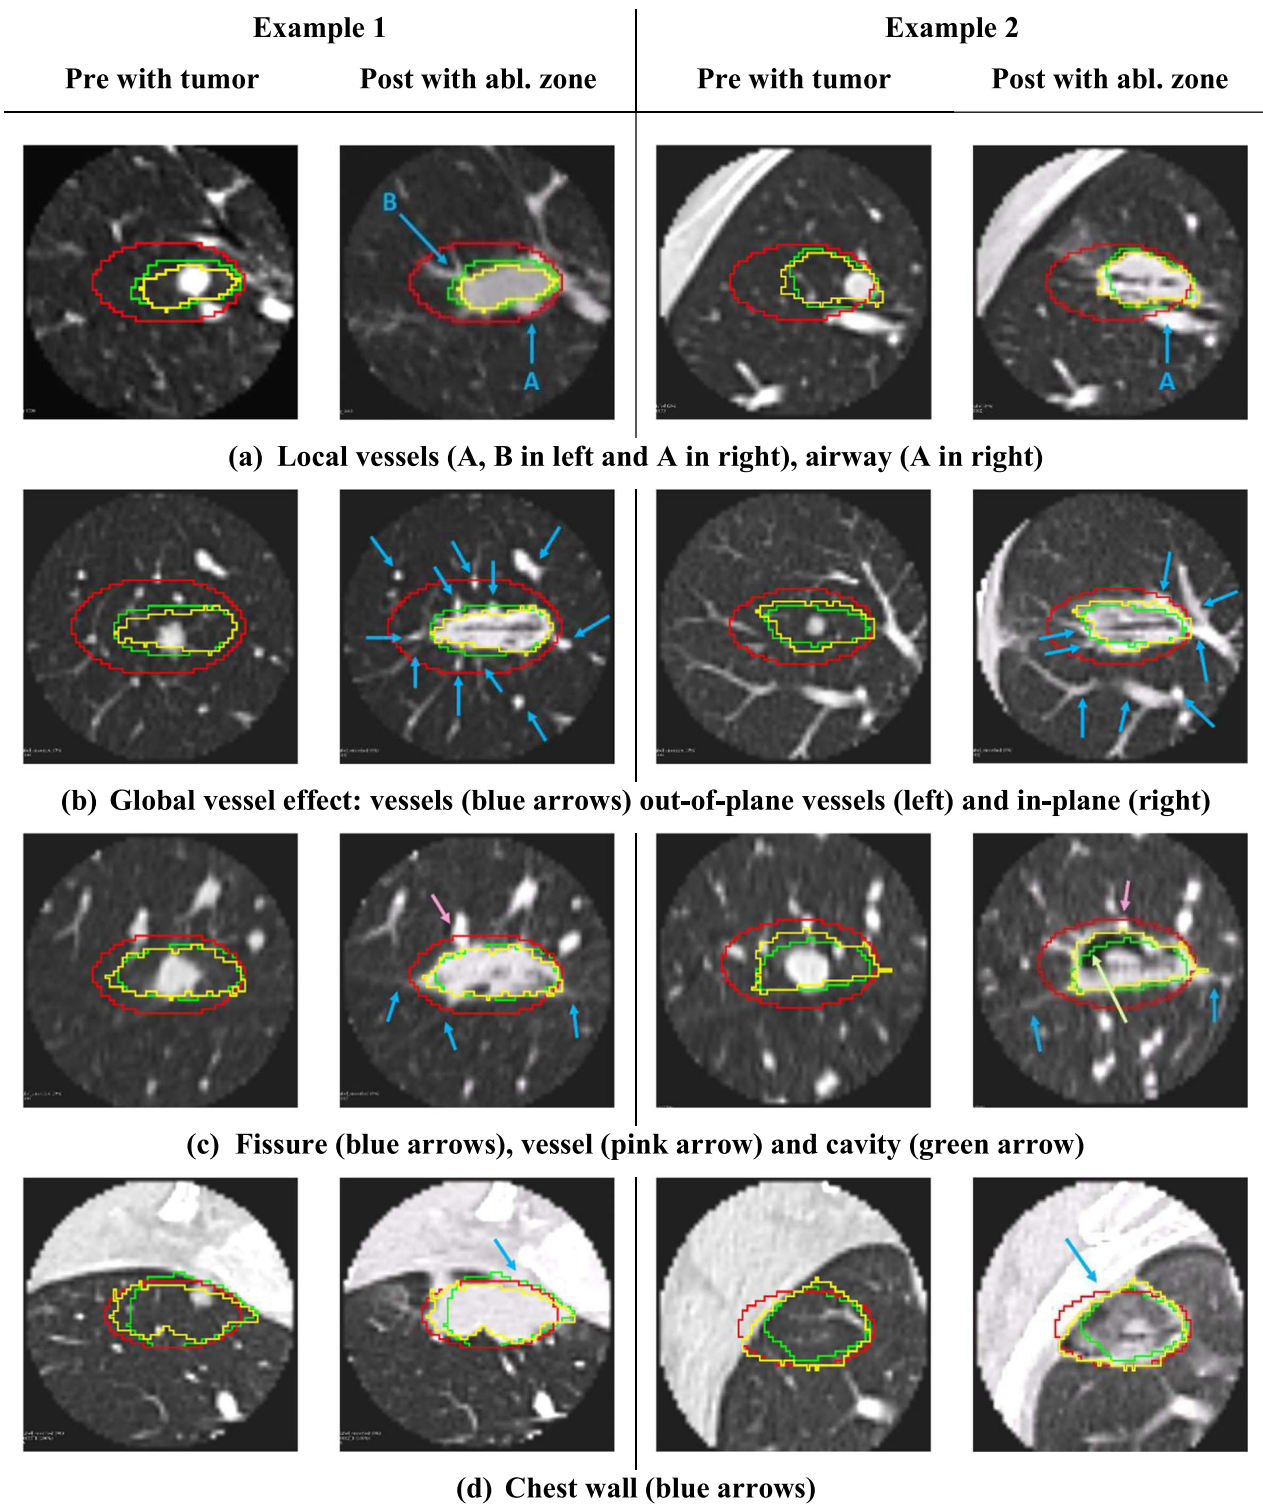 Example 1
Example 2
Pre with tumor
Post with abl. zone
Pre with tumor
Post with abl. zone
B
A
A
(a) Local vessels (A, B in left and A in right), airway (A in right)
(b) Global vessel effect: vessels (blue arrows) out-of-plane vessels (left) and in-plane (right)
(c) Fissure (blue arrows), vessel (pink arrow) and cavity (green arrow)
(d) Chest wall (blue arrows)